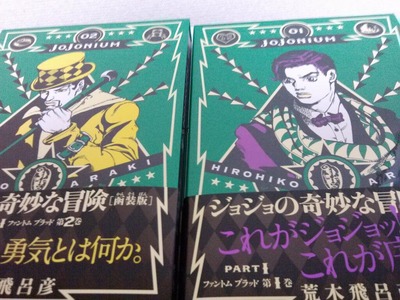 02
JOJONIUM
ARAKI
奇妙な冒険[函装版]
ファントム ブラッド 第2巻
勇気とは何か。
飛呂彦
01
JOJONIUM
HIROHIKO
ARAK
ジョジョの奇妙な冒
これがジョジョ
これが
PART1
ファントム ブラッド 第1巻
荒木飛呂彦